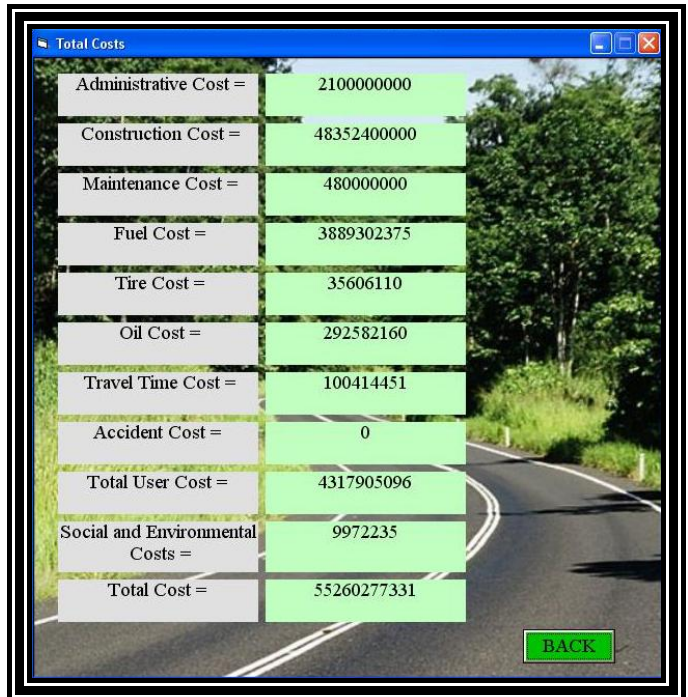 Total Costs
Administrative Cost = 2100000000
Construction Cost = 48352400000
Maintenance Cost = 480000000
Fuel Cost = 3889302375
Tire Cost = 35606110
Oil Cost = 292582160
Travel Time Cost = 100414451
Accident Cost = 0
Total User Cost = 4317905096
Social and Environmental
Costs = 9972235
Total Cost = 55260277331
BACK